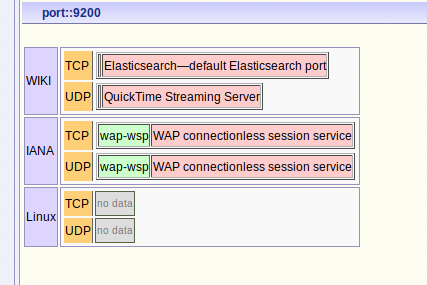 port::9200
WIKI
TCP Elasticsearch—default Elasticsearch port
UDP QuickTime Streaming Server
IANA
TCP wap-wsp WAP connectionless session service
UDP wap-wsp WAP connectionless session service
Linux
TCP no data
UDP no data